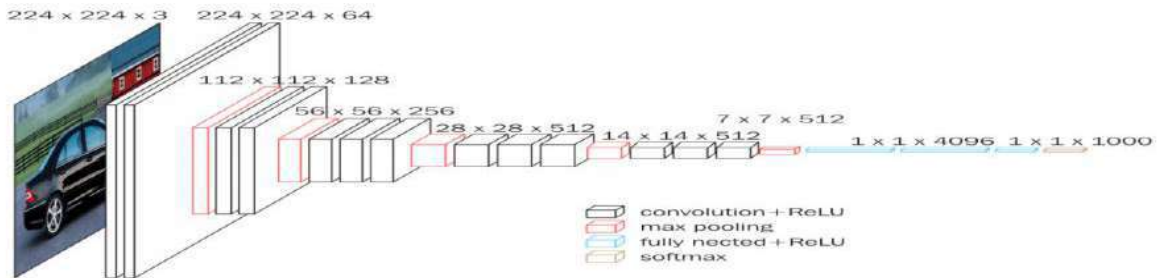 224 x 224 x 3
224 x 224 x 64
112 x 112 x 128
56 x 56 x 256
28 x 28 x 512
14 x 14 x 512
7 x 7 x 512
1 x 1 x 4096
1 x 1 x 1000
convolution+ReLU
max pooling
fully nected+ReLU
softmax